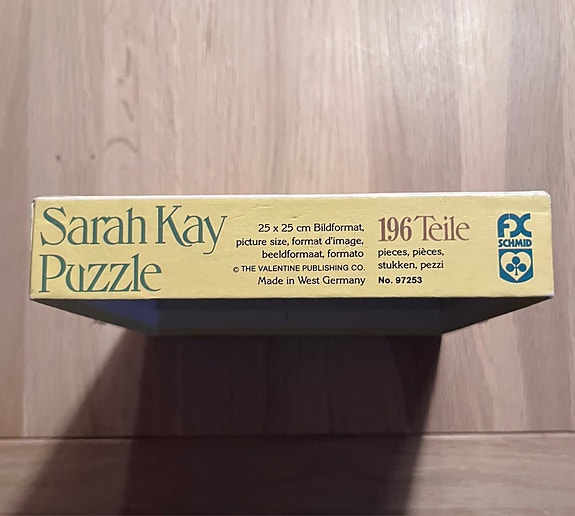 Sarah Kay
Puzzle
25 x 25 cm Bildformat,
picture size, format d'image,
beeldformaat, formato
© THE VALENTINE PUBLISHING CO.
Made in West Germany
196 Teile
pieces, pièces,
stukken, pezzi
No. 97253
FX
SCHMID